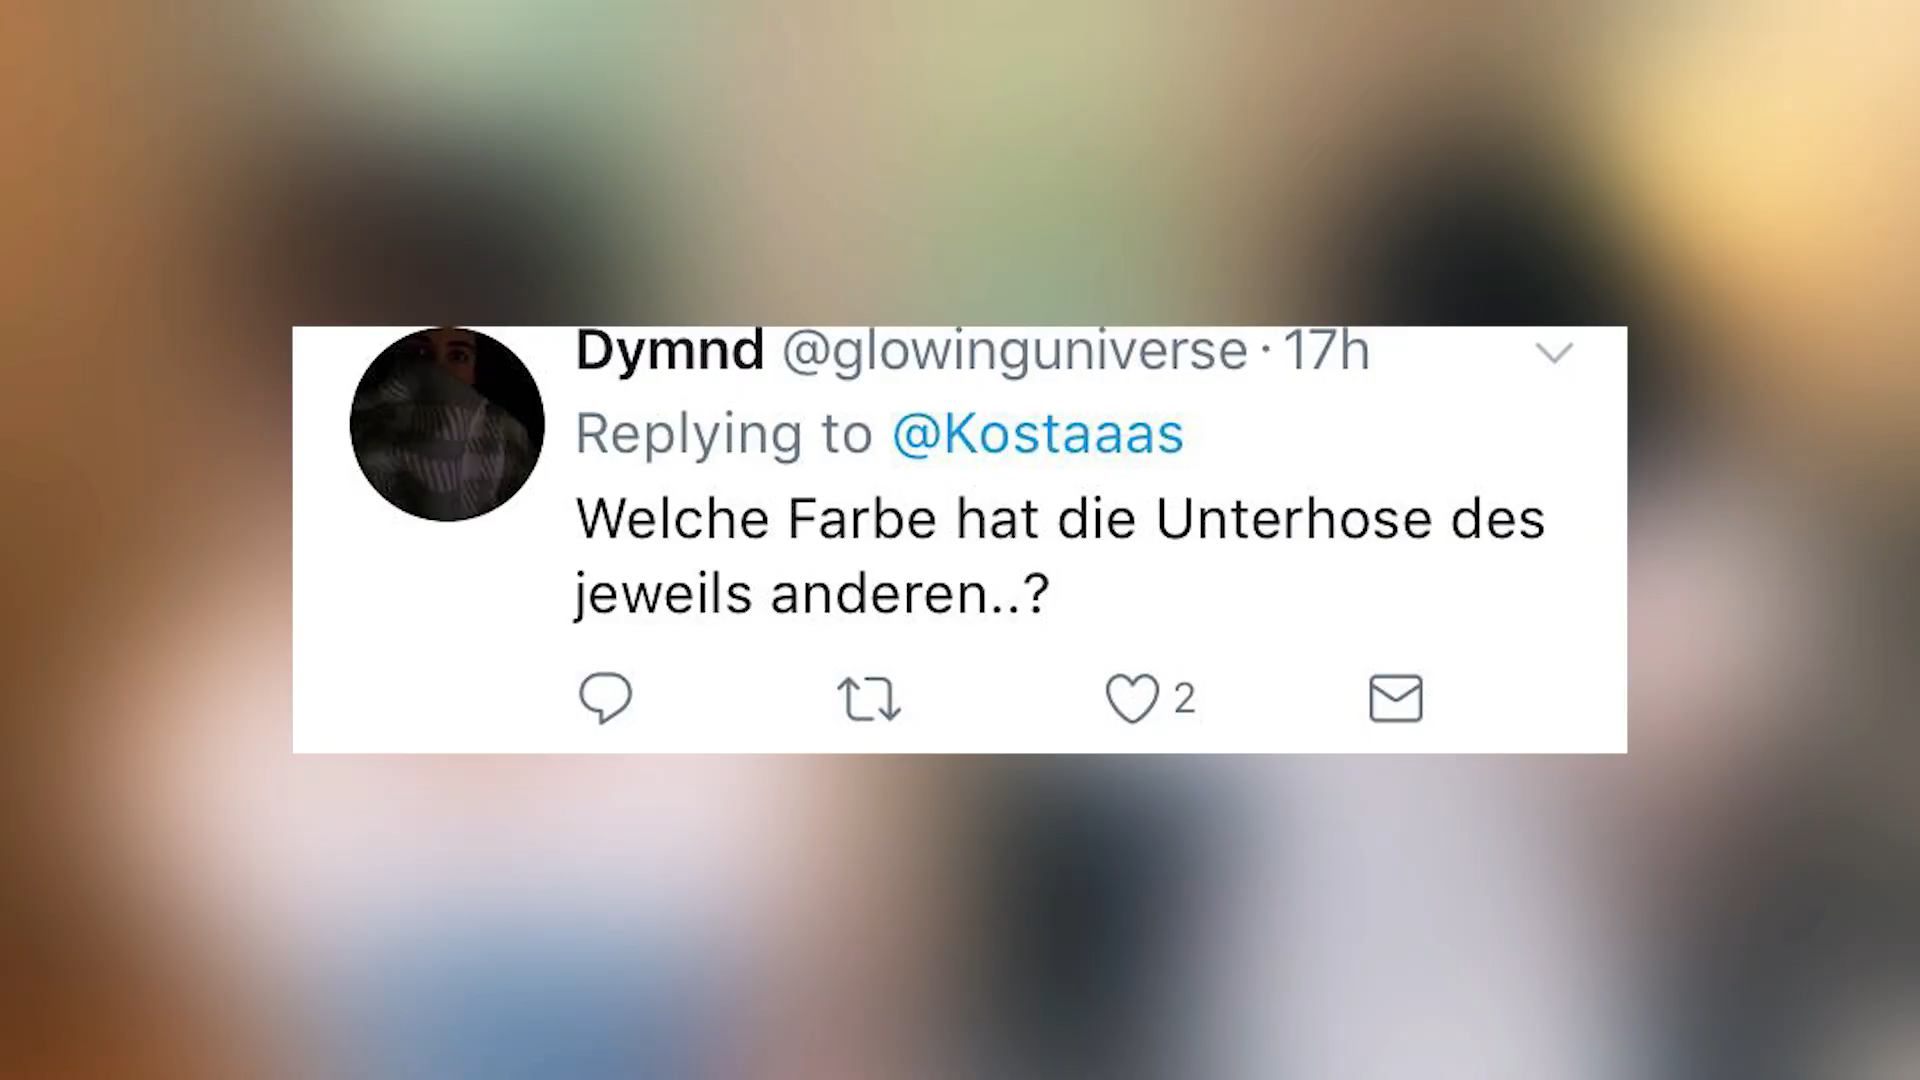 Dymnd @glowinguniverse · 17h
Replying to @Kostaaas
Welche Farbe hat die Unterhose des
jeweils anderen..?
2